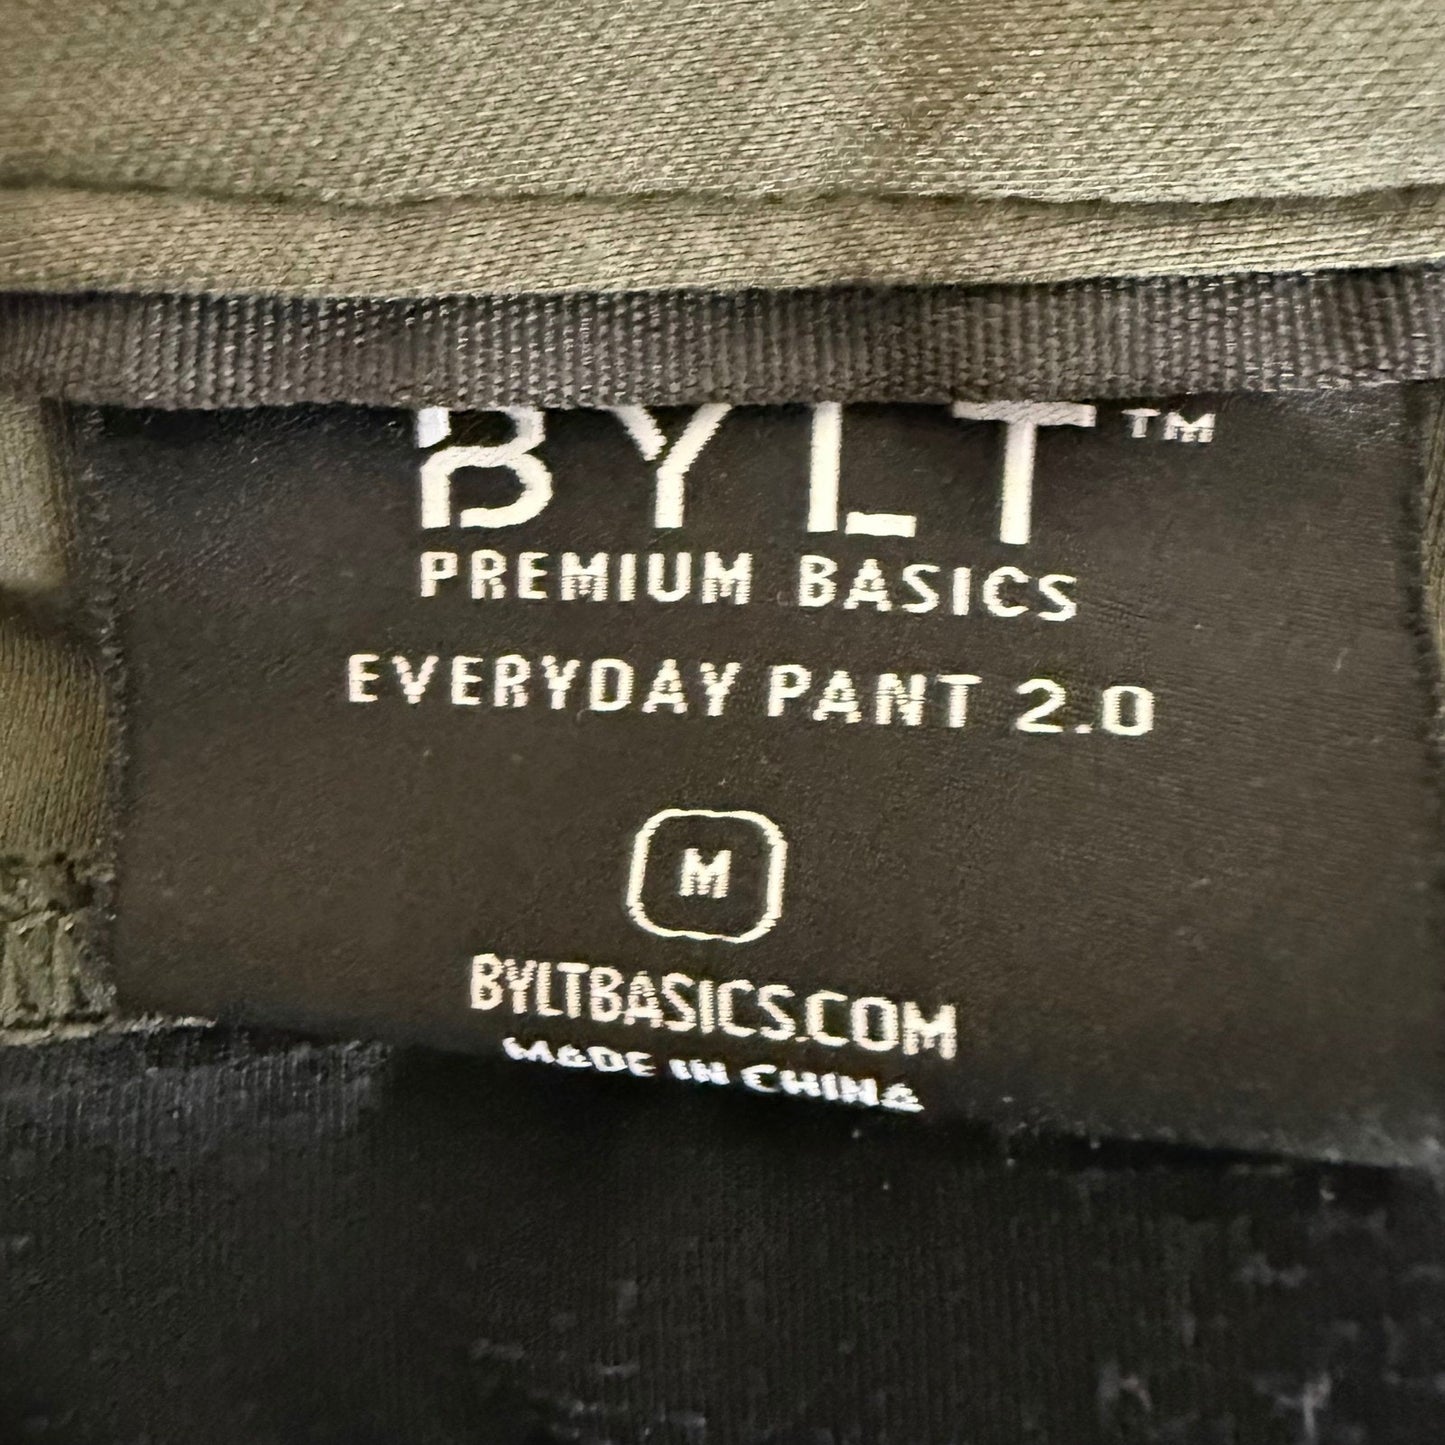 BYLT™
PREMIUM BASICS
EVERYDAY PANT 2.0
M
BYLTBASICS.COM
MADE IN CHINA